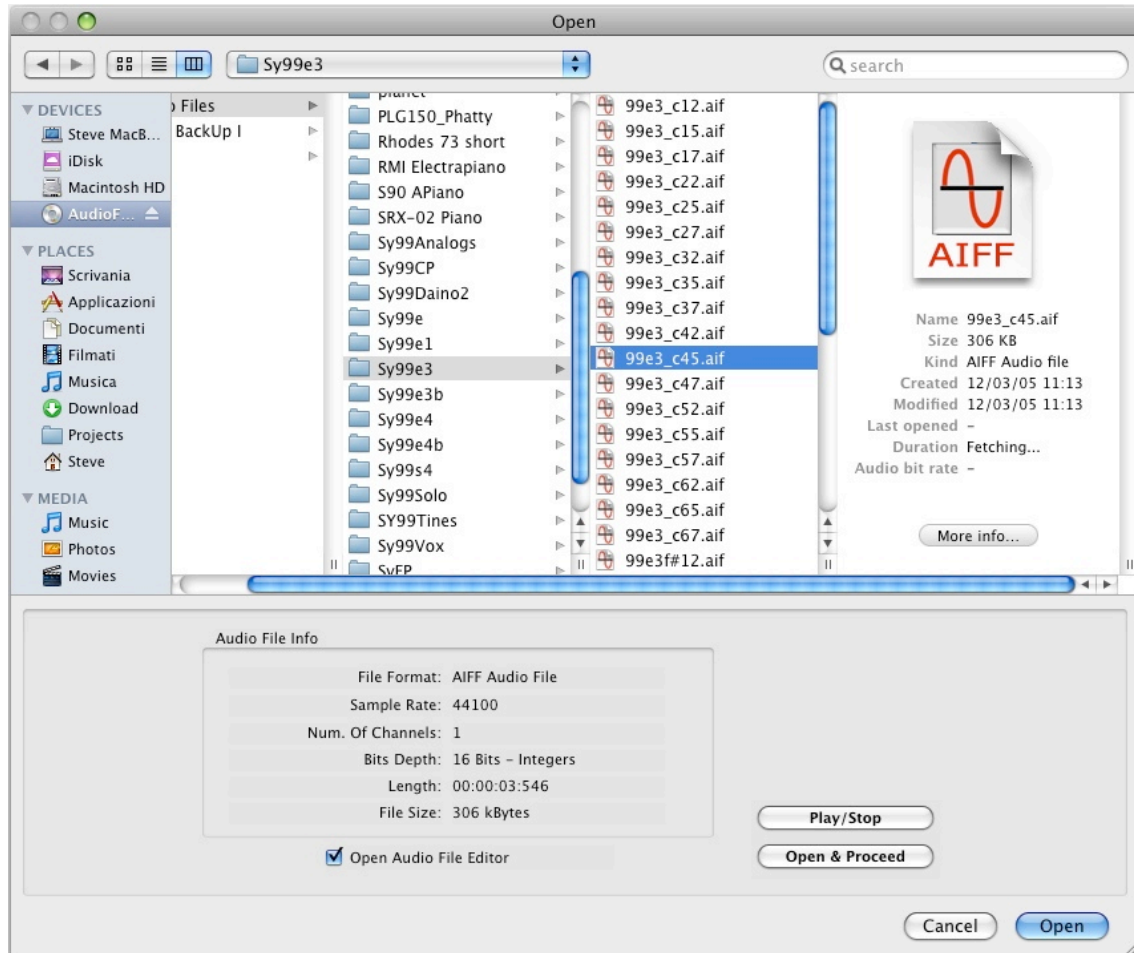 Open
Sy99e3
search
DEVICES
Steve MacB...
iDisk
Macintosh HD
AudioF...
PLACES
Scrivania
Applicazioni
Documenti
Filmati
Musica
Download
Projects
Steve
MEDIA
Music
Photos
Movies
Files
BackUp I
planet
PLG150_Phatty
Rhodes 73 short
RMI Electrapiano
S90 APiano
SRX-02 Piano
Sy99Analogs
Sy99CP
Sy99Daino2
Sy99e
Sy99e1
Sy99e3
Sy99e3b
Sy99e4
Sy99e4b
Sy99s4
Sy99Solo
SY99Tines
Sy99Vox
SyEP
99e3_c12.aif
99e3_c15.aif
99e3_c17.aif
99e3_c22.aif
99e3_c25.aif
99e3_c27.aif
99e3_c32.aif
99e3_c35.aif
99e3_c37.aif
99e3_c42.aif
99e3_c45.aif
99e3_c47.aif
99e3_c52.aif
99e3_c55.aif
99e3_c57.aif
99e3_c62.aif
99e3_c65.aif
99e3_c67.aif
99e3f#12.aif
AIFF
Name 99e3_c45.aif
Size 306 KB
Kind AIFF Audio file
Created 12/03/05 11:13
Modified 12/03/05 11:13
Last opened –
Duration Fetching...
Audio bit rate –
More info...
Audio File Info
File Format: AIFF Audio File
Sample Rate: 44100
Num. Of Channels: 1
Bits Depth: 16 Bits – Integers
Length: 00:00:03:546
File Size: 306 kBytes
Open Audio File Editor
Play/Stop
Open & Proceed
Cancel
Open